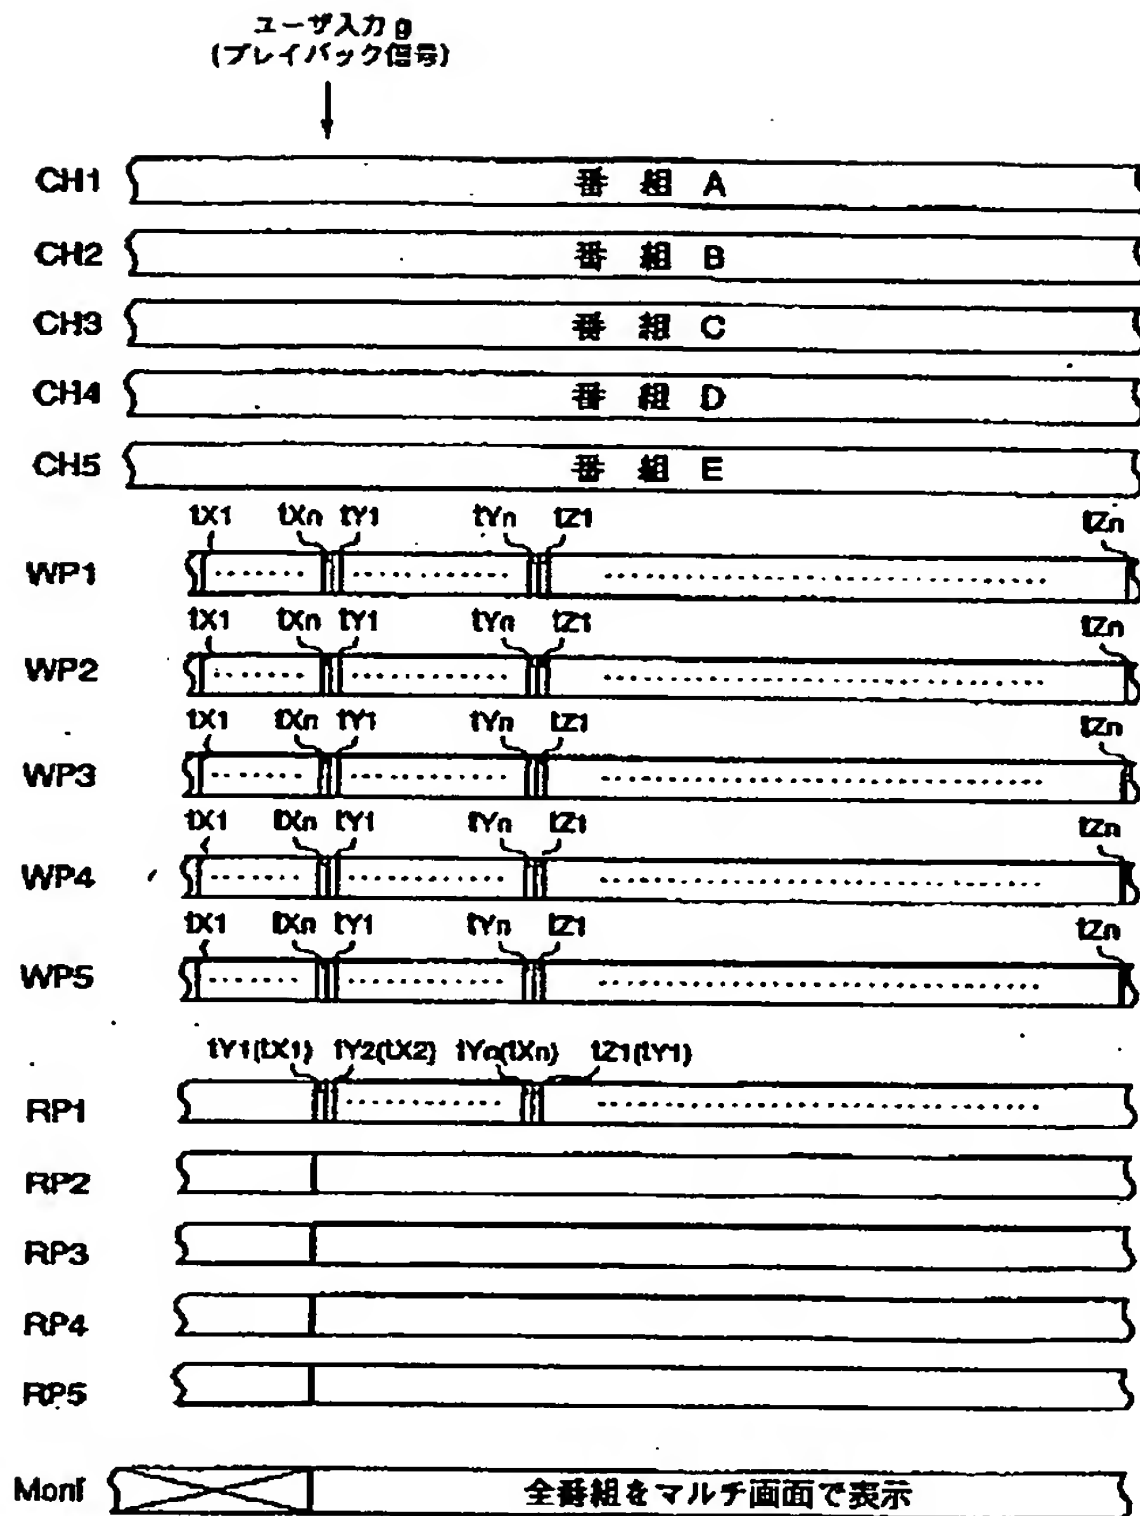 ユーザ入力 g
(プレイバック信号)
CH1 番 組 A
CH2 番 組 B
CH3 番 組 C
CH4 番 組 D
CH5 番 組 E
tX1 tXn tY1 tYn tZ1 tZn
WP1
tX1 tXn tY1 tYn tZ1 tZn
WP2
tX1 tXn tY1 tYn tZ1 tZn
WP3
tX1 tXn tY1 tYn tZ1 tZn
WP4
tX1 tXn tY1 tYn tZ1 tZn
WP5
tY1(tX1) tY2(tX2) tYn(tXn) tZ1(tY1)
RP1
RP2
RP3
RP4
RP5
Moni 全番組をマルチ画面で表示